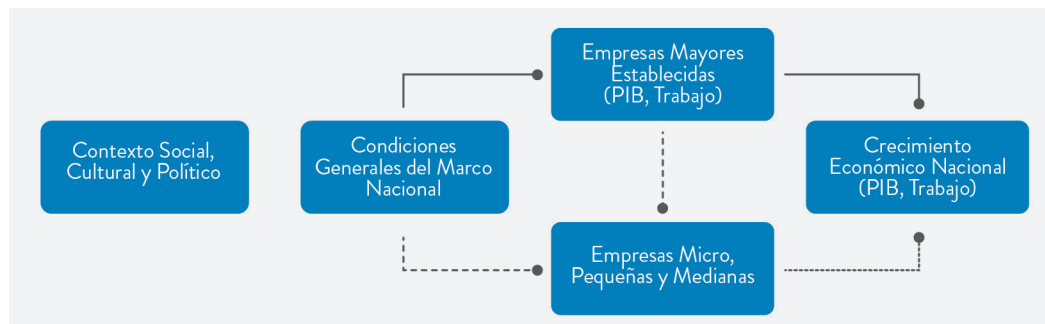 Contexto Social,
Cultural y Político
Condiciones
Generales del Marco
Nacional
Empresas Mayores
Establecidas
(PIB, Trabajo)
Empresas Micro,
Pequeñas y Medianas
Crecimiento
Económico Nacional
(PIB, Trabajo)